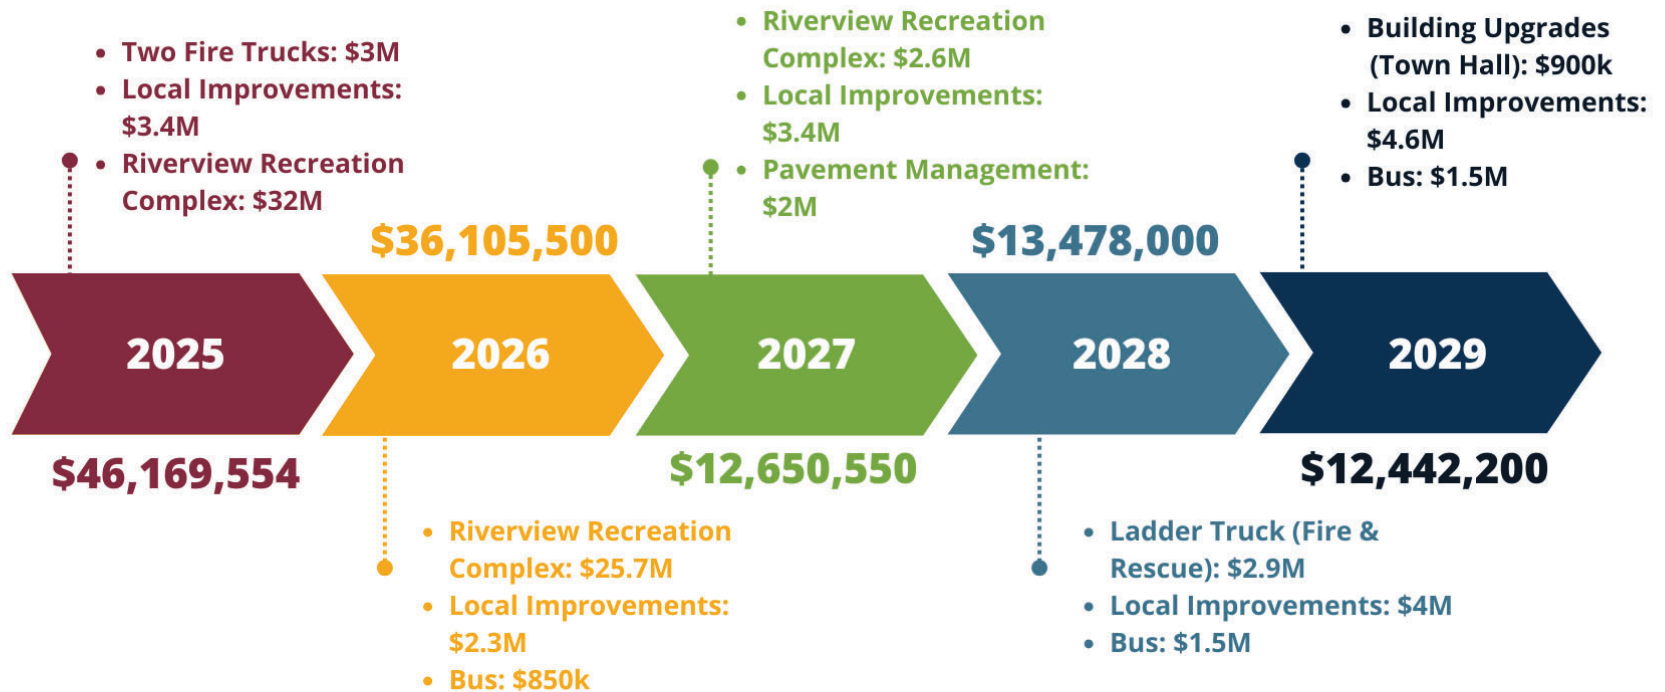 • Two Fire Trucks: $3M
• Local Improvements:
$3.4M
• Riverview Recreation
Complex: $32M
2025
$46,169,554
$36,105,500
2026
• Riverview Recreation
Complex: $25.7M
• Local Improvements:
$2.3M
• Bus: $850k
• Riverview Recreation
Complex: $2.6M
• Local Improvements:
$3.4M
• Pavement Management:
$2M
2027
$12,650,550
$13,478,000
2028
• Ladder Truck (Fire &
Rescue): $2.9M
• Local Improvements: $4M
• Bus: $1.5M
• Building Upgrades
(Town Hall): $900k
• Local Improvements:
$4.6M
• Bus: $1.5M
2029
$12,442,200